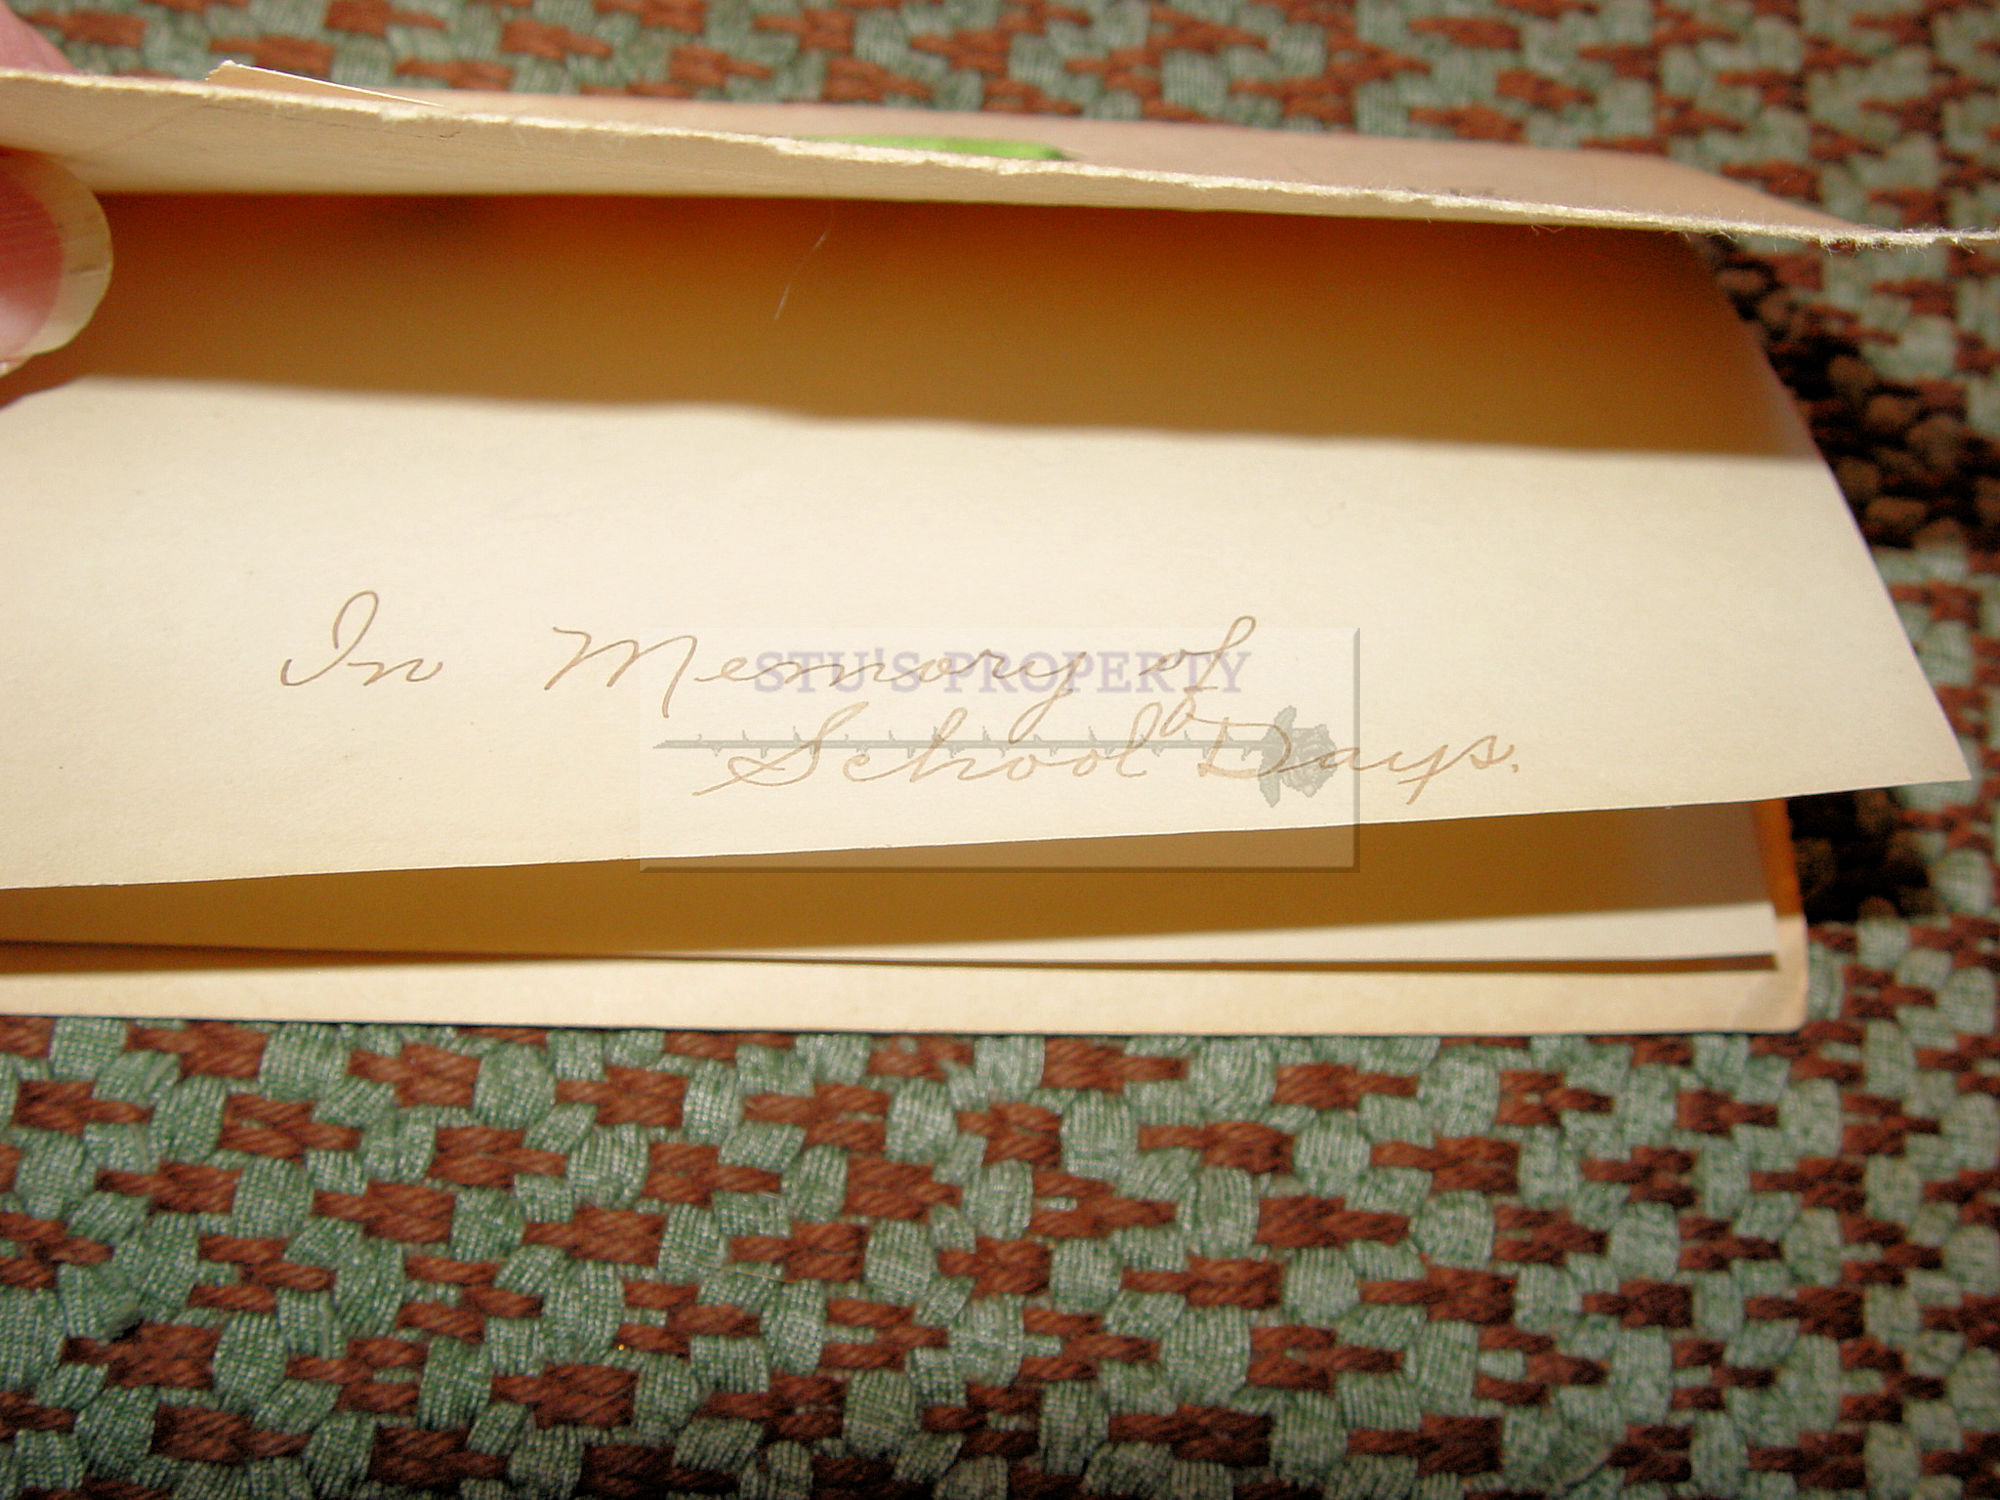 In Memory of
STU'S PROPERTY
School Days.